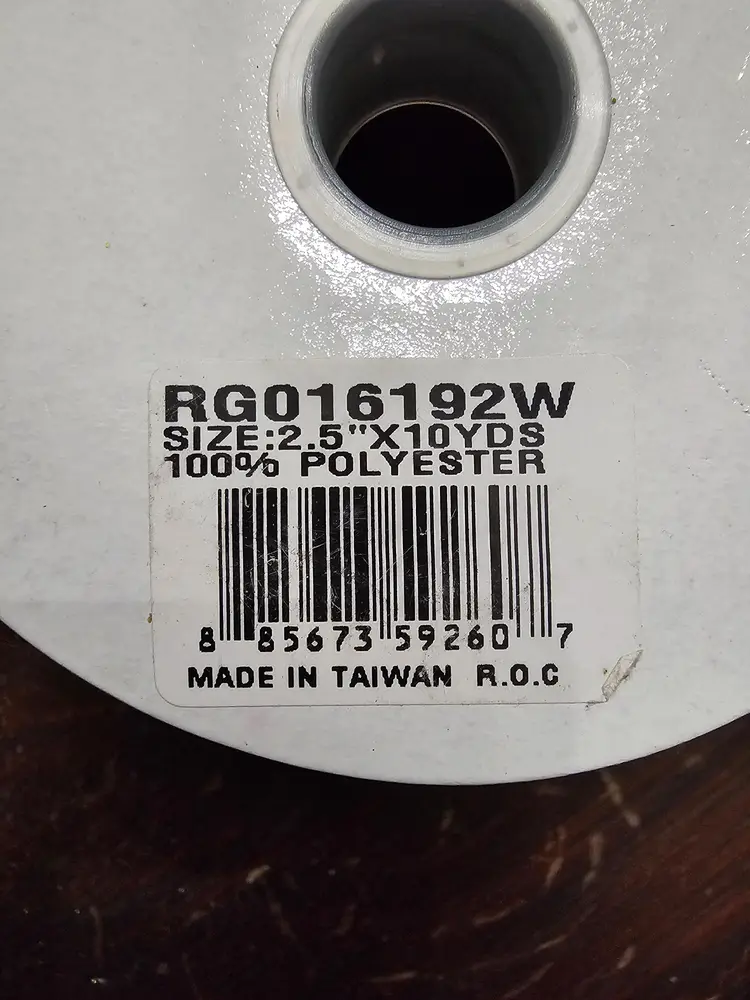 RG016192W
SIZE:2.5"X10YDS
100% POLYESTER
8 85673 59260 7
MADE IN TAIWAN R.O.C